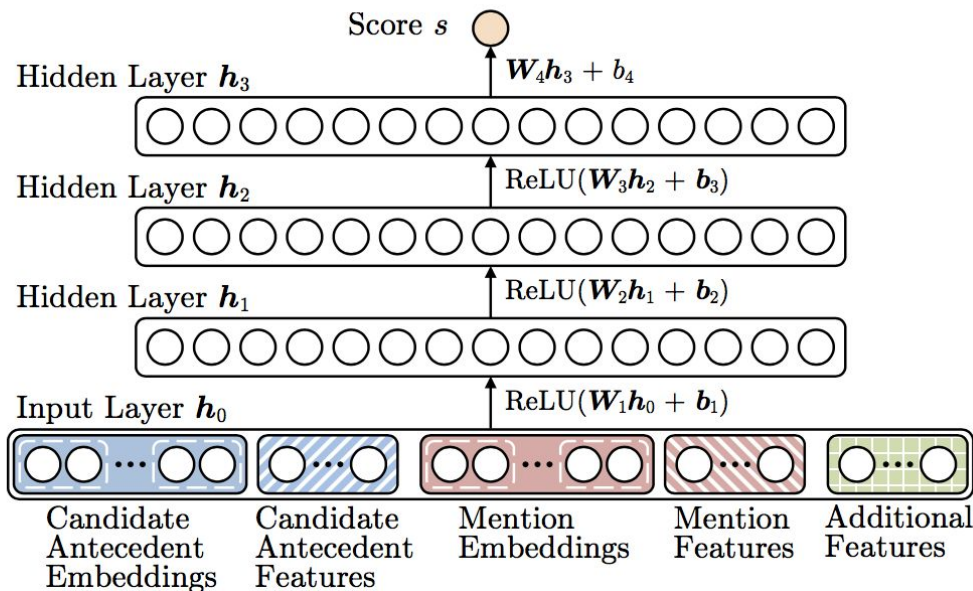 Score s
W₄h₃ + b₄
Hidden Layer h₃
ReLU(W₃h₂ + b₃)
Hidden Layer h₂
ReLU(W₂h₁ + b₂)
Hidden Layer h₁
ReLU(W₁h₀ + b₁)
Input Layer h₀
Candidate
Antecedent
Embeddings
Candidate
Antecedent
Features
Mention
Embeddings
Mention
Features
Additional
Features